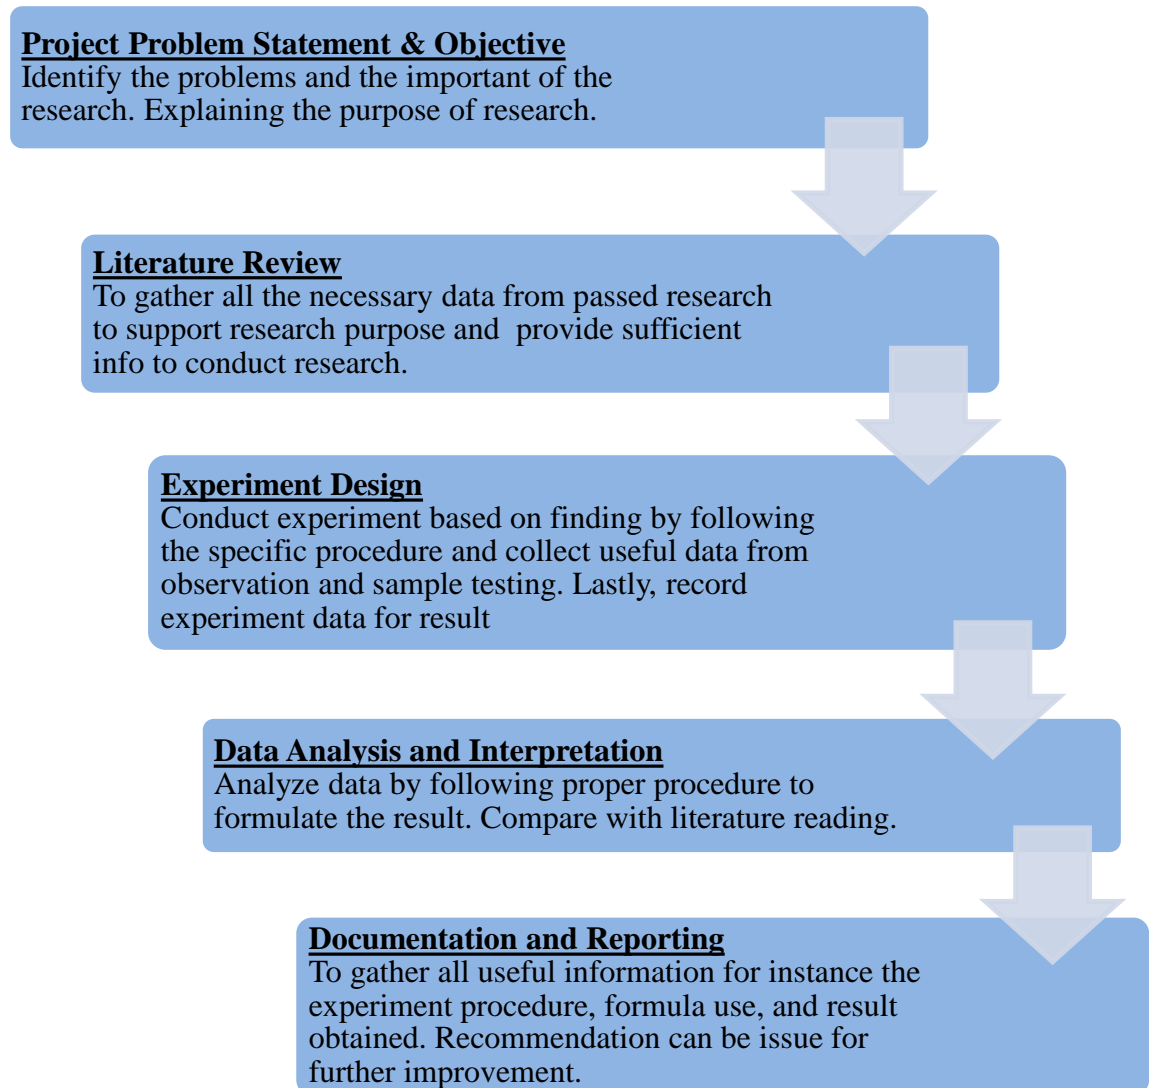 Project Problem Statement & Objective
Identify the problems and the important of the
research. Explaining the purpose of research.
Literature Review
To gather all the necessary data from passed research
to support research purpose and  provide sufficient
info to conduct research.
Experiment Design
Conduct experiment based on finding by following
the specific procedure and collect useful data from
observation and sample testing. Lastly, record
experiment data for result
Data Analysis and Interpretation
Analyze data by following proper procedure to
formulate the result. Compare with literature reading.
Documentation and Reporting
To gather all useful information for instance the
experiment procedure, formula use, and result
obtained. Recommendation can be issue for
further improvement.